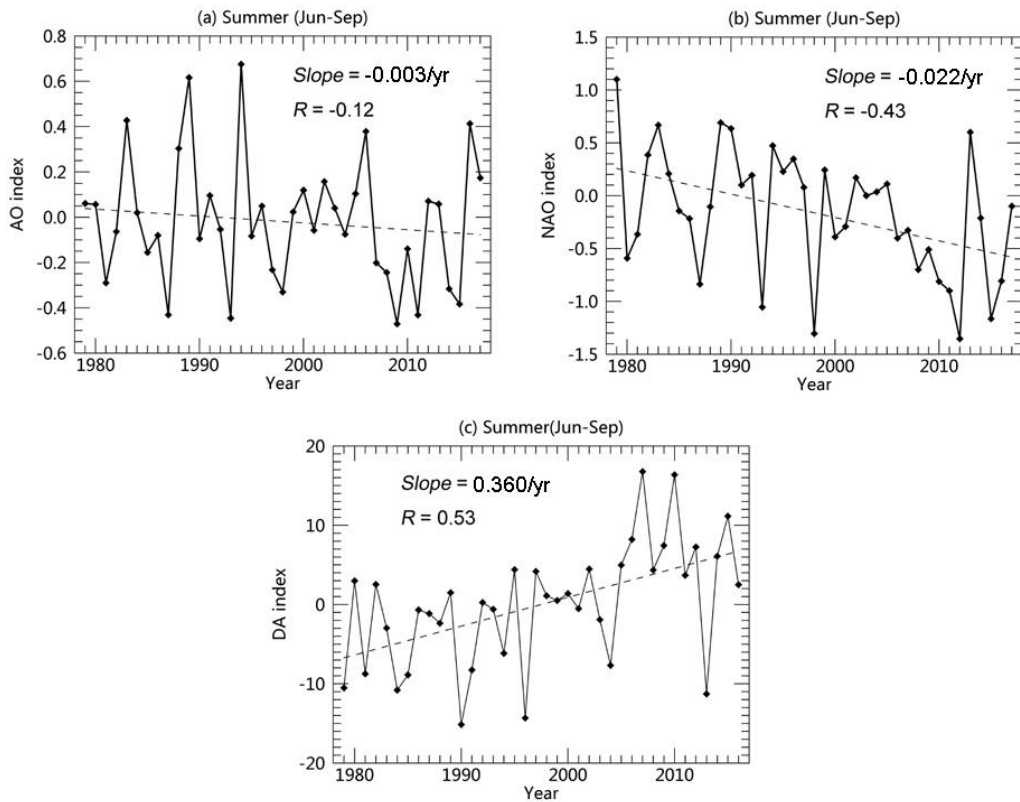 (a) Summer (Jun-Sep)
0.8
0.6
0.4
0.2
0.0
-0.2
-0.4
-0.6
AO index
Slope = -0.003/yr
R = -0.12
1980 1990 2000 2010
Year
(b) Summer (Jun-Sep)
1.5
1.0
0.5
0.0
-0.5
-1.0
-1.5
NAO index
Slope = -0.022/yr
R = -0.43
1980 1990 2000 2010
Year
(c) Summer(Jun-Sep)
20
10
0
-10
-20
DA index
Slope = 0.360/yr
R = 0.53
1980 1990 2000 2010
Year